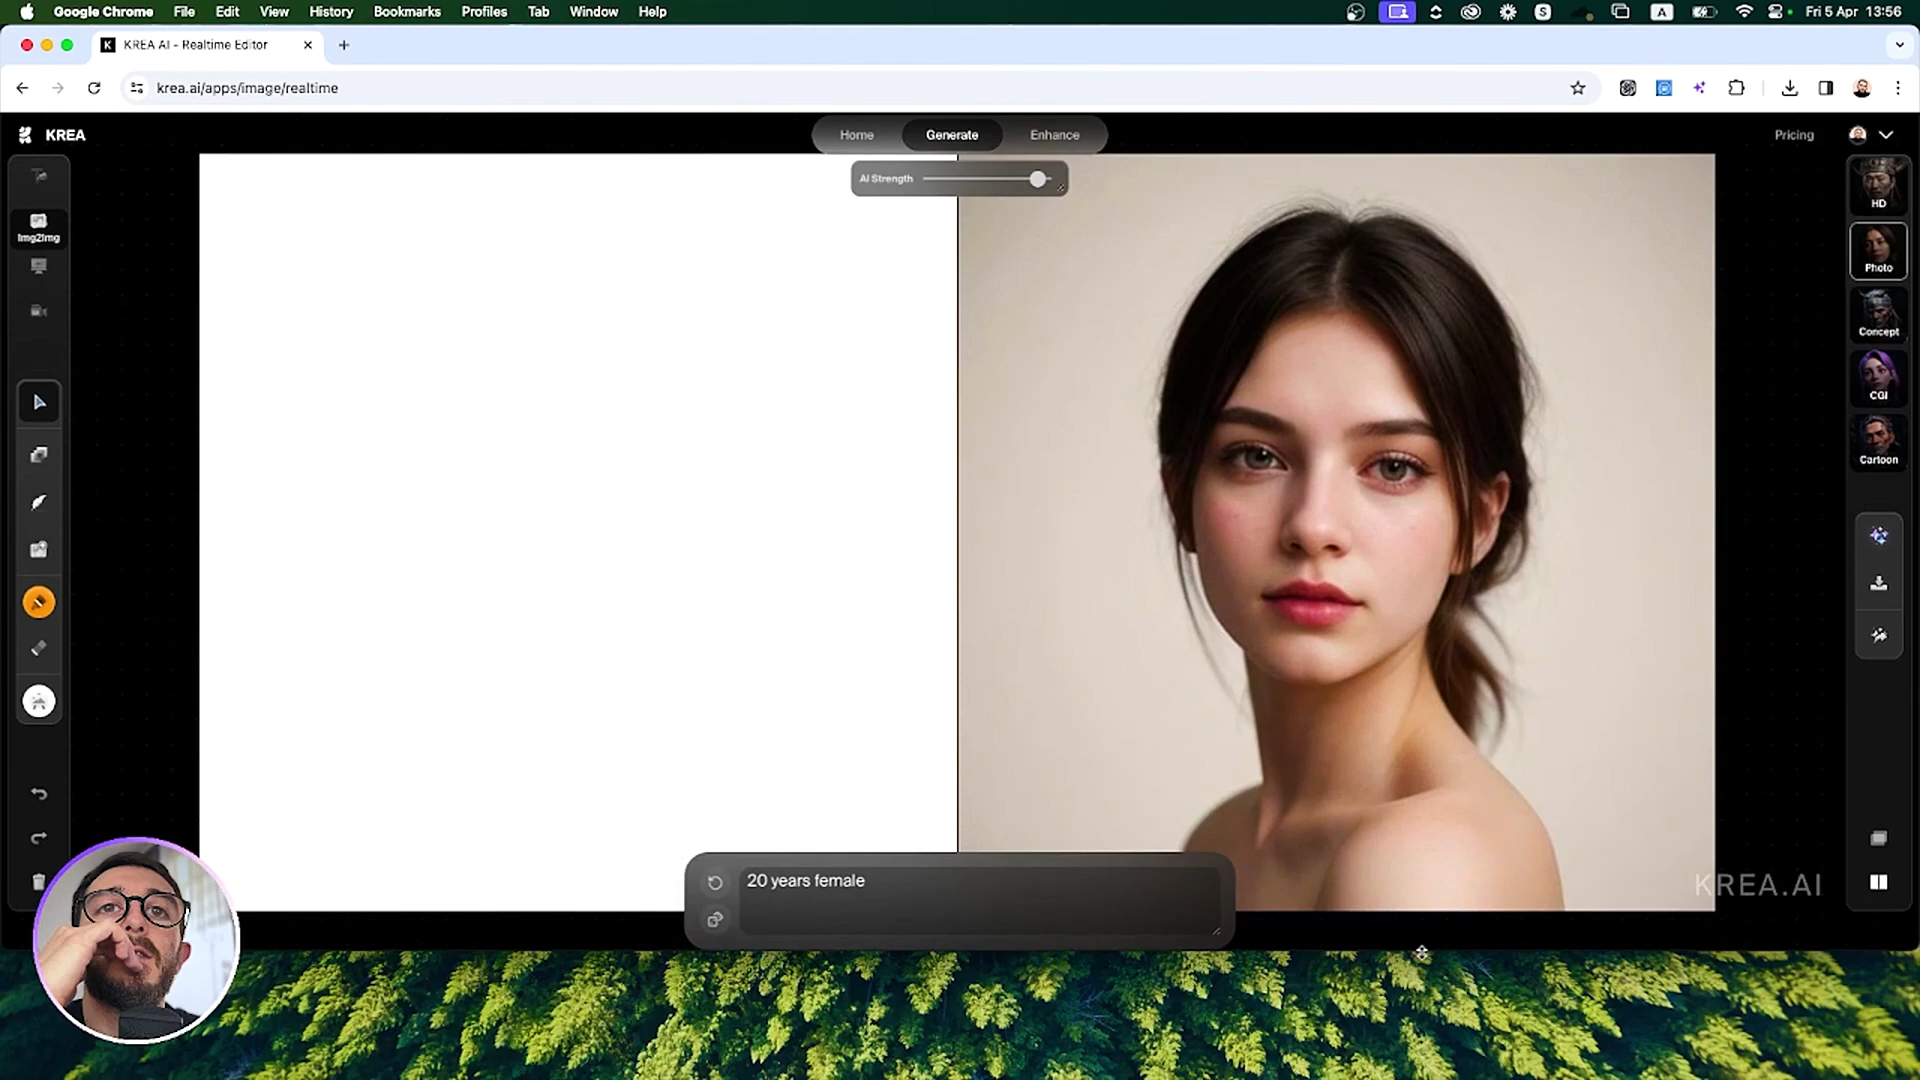 Google Chrome File Edit View History Bookmarks Profiles Tab Window Help
S A Fri 5 Apr 13:56
K KREA AI - Realtime Editor
krea.ai/apps/image/realtime
KREA
Home Generate Enhance
Pricing
AI Strength
Img2Img
HD
Photo
Concept
CGI
Cartoon
20 years female
KREA.AI